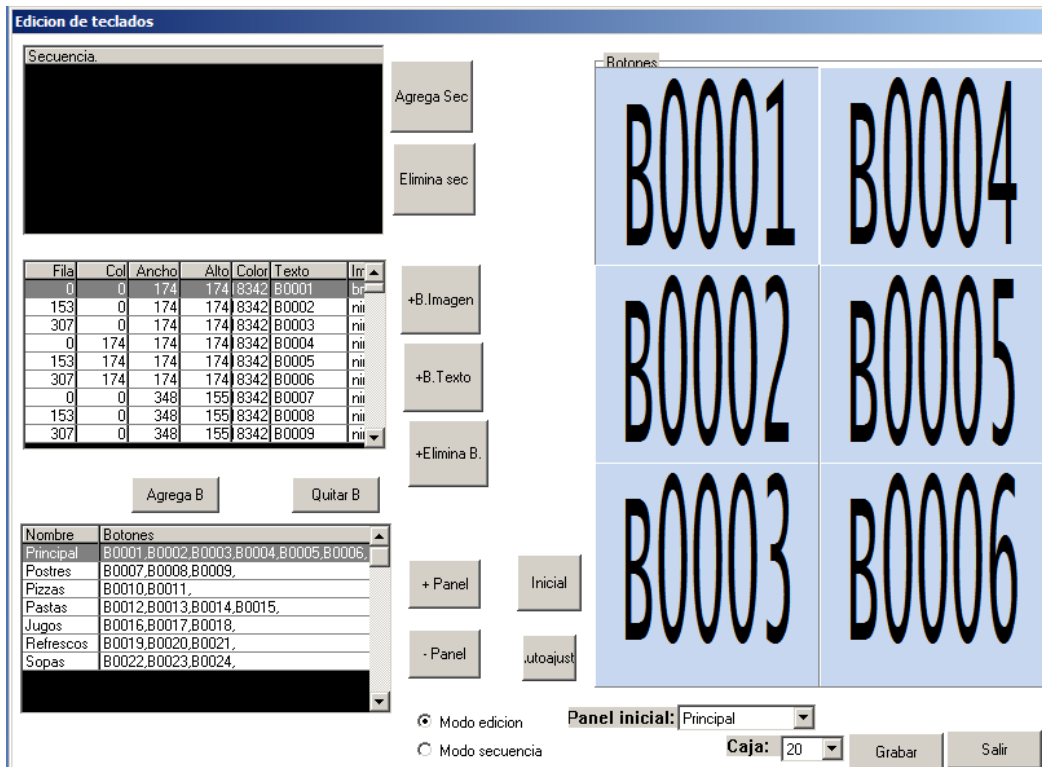 Edicion de teclados
Secuencia.
Agrega Sec
Elimina sec
Fila Col Ancho Alto Color Texto
0 0 174 174 8342 B0001
153 0 174 174 8342 B0002
307 0 174 174 8342 B0003
0 174 174 174 8342 B0004
153 174 174 174 8342 B0005
307 174 174 174 8342 B0006
0 0 348 155 8342 B0007
153 0 348 155 8342 B0008
307 0 348 155 8342 B0009
+B.Imagen
+B.Texto
+Elimina B.
Agrega B
Quitar B
Nombre Botones
Principal B0001,B0002,B0003,B0004,B0005,B0006,
Postres B0007,B0008,B0009,
Pizzas B0010,B0011,
Pastas B0012,B0013,B0014,B0015,
Jugos B0016,B0017,B0018,
Refrescos B0019,B0020,B0021,
Sopas B0022,B0023,B0024,
+ Panel
Inicial
- Panel
utoajust
Modo edicion
Modo secuencia
Botones
B0001 B0004
B0002 B0005
B0003 B0006
Panel inicial: Principal
Caja: 20
Grabar
Salir